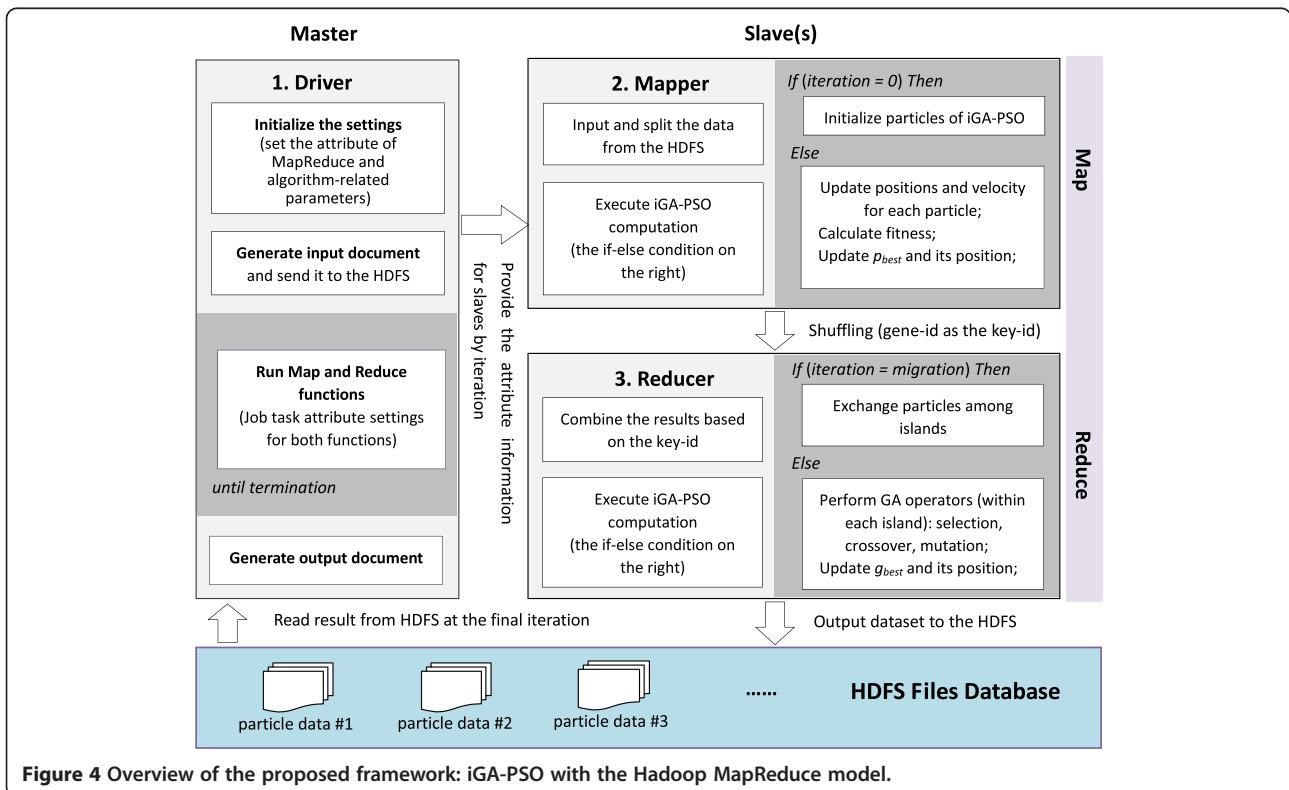 Master
Slave(s)
1. Driver
Initialize the settings
(set the attribute of
MapReduce and
algorithm-related
parameters)
Generate input document
and send it to the HDFS
Run Map and Reduce
functions
(Job task attribute settings
for both functions)
until termination
Generate output document
Provide the attribute information
for slaves by iteration
2. Mapper
Input and split the data
from the HDFS
Execute iGA-PSO
computation
(the if-else condition on
the right)
If (iteration = 0) Then
Initialize particles of iGA-PSO
Else
Update positions and velocity
for each particle;
Calculate fitness;
Update pbest and its position;
Map
Shuffling (gene-id as the key-id)
3. Reducer
Combine the results based
on the key-id
Execute iGA-PSO
computation
(the if-else condition on
the right)
If (iteration = migration) Then
Exchange particles among
islands
Else
Perform GA operators (within
each island): selection,
crossover, mutation;
Update gbest and its position;
Reduce
Read result from HDFS at the final iteration
Output dataset to the HDFS
particle data #1
particle data #2
particle data #3
......
HDFS Files Database
Figure 4 Overview of the proposed framework: iGA-PSO with the Hadoop MapReduce model.